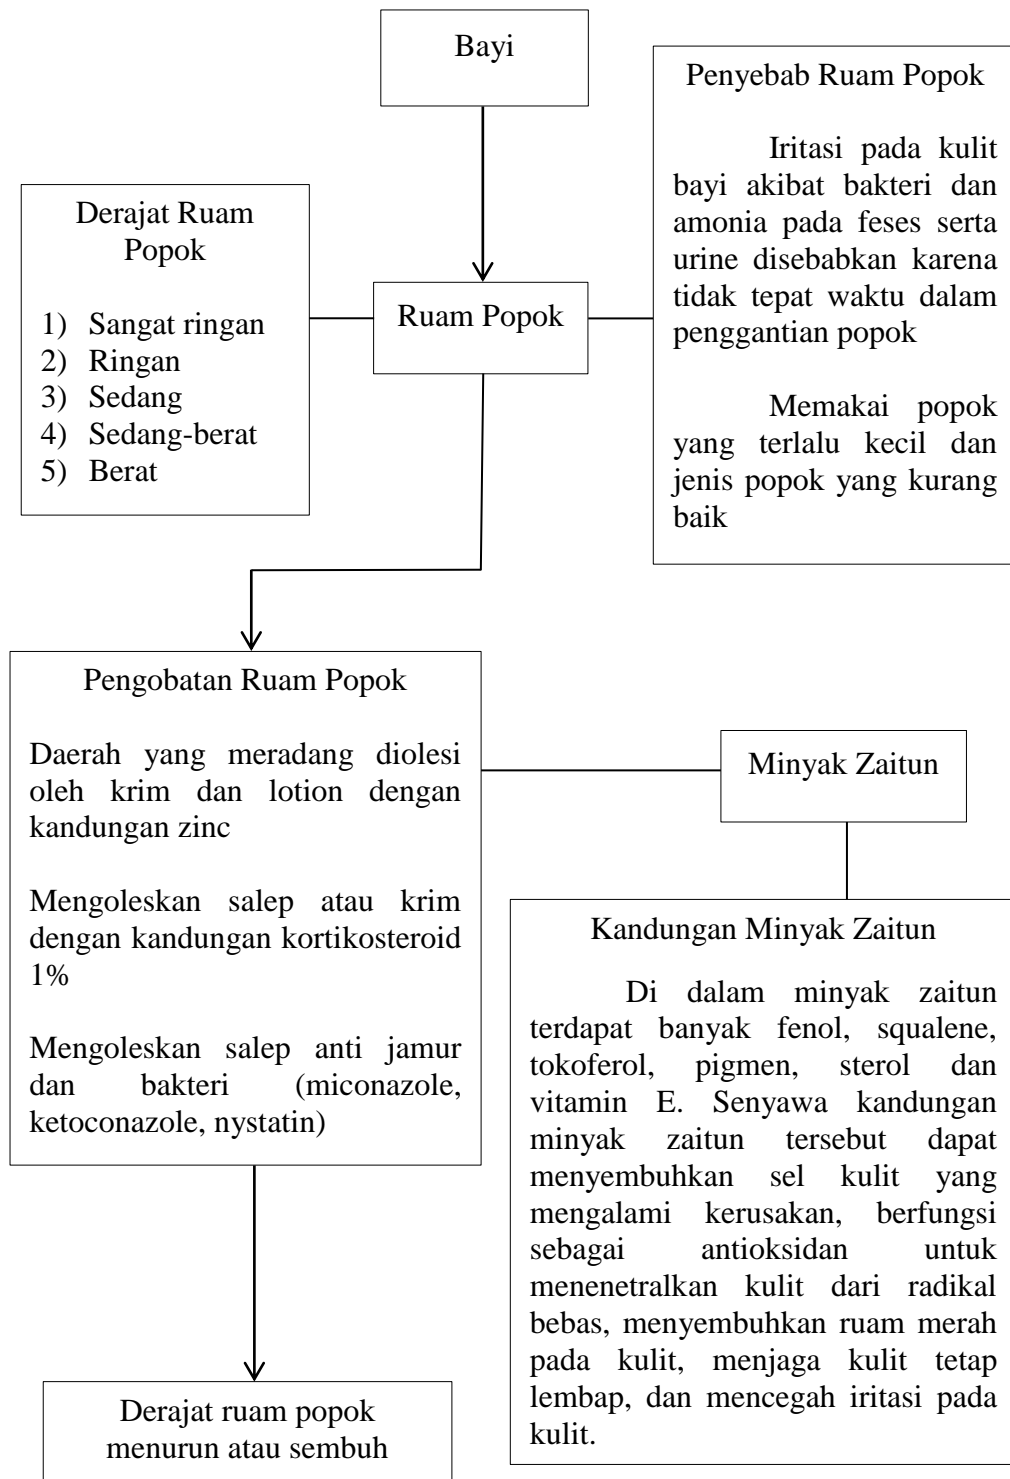 Bayi
Penyebab Ruam Popok
Iritasi pada kulit
bayi akibat bakteri dan
amonia pada feses serta
urine disebabkan karena
tidak tepat waktu dalam
penggantian popok
Memakai popok
yang terlalu kecil dan
jenis popok yang kurang
baik
Derajat Ruam
Popok
1) Sangat ringan
2) Ringan
3) Sedang
4) Sedang-berat
5) Berat
Ruam Popok
Pengobatan Ruam Popok
Daerah yang meradang diolesi
oleh krim dan lotion dengan
kandungan zinc
Mengoleskan salep atau krim
dengan kandungan kortikosteroid
1%
Mengoleskan salep anti jamur
dan bakteri (miconazole,
ketoconazole, nystatin)
Minyak Zaitun
Kandungan Minyak Zaitun
Di dalam minyak zaitun
terdapat banyak fenol, squalene,
tokoferol, pigmen, sterol dan
vitamin E. Senyawa kandungan
minyak zaitun tersebut dapat
menyembuhkan sel kulit yang
mengalami kerusakan, berfungsi
sebagai antioksidan untuk
menenetralkan kulit dari radikal
bebas, menyembuhkan ruam merah
pada kulit, menjaga kulit tetap
lembap, dan mencegah iritasi pada
kulit.
Derajat ruam popok
menurun atau sembuh